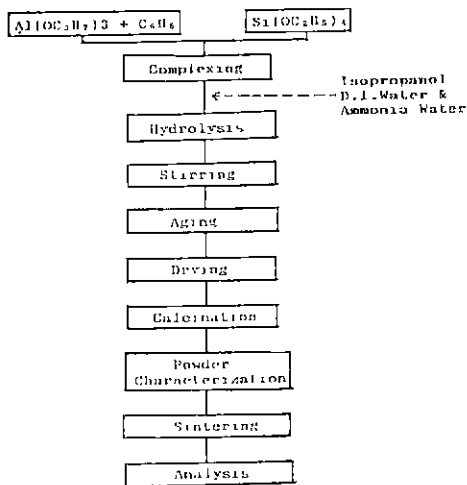 Al(OC₃H₇)3 + C₆H₆
Si(OC₂H₅)₄
Complexing
Isopropanol
D.I.Water &
Ammonia Water
Hydrolysis
Stirring
Aging
Drying
Calcination
Powder
Characterization
Sintering
Analysis